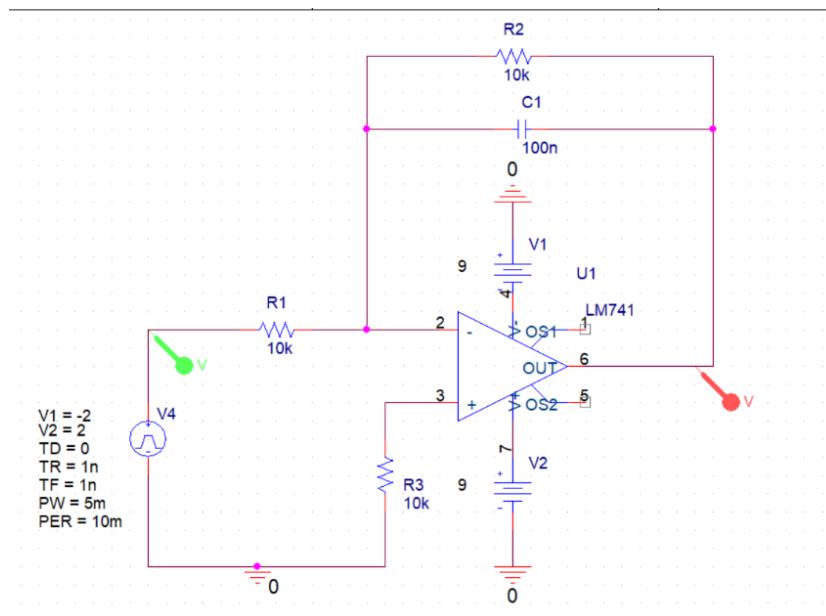 R2
10k
C1
100n
0
V1
9
U1
4
LM741
R1
10k
2
-
V-
OS1
1
OUT
6
V
V
3
+
V+
OS2
5
V1 = -2
V2 = 2
TD = 0
TR = 1n
TF = 1n
PW = 5m
PER = 10m
V4
7
V2
9
R3
10k
0
0